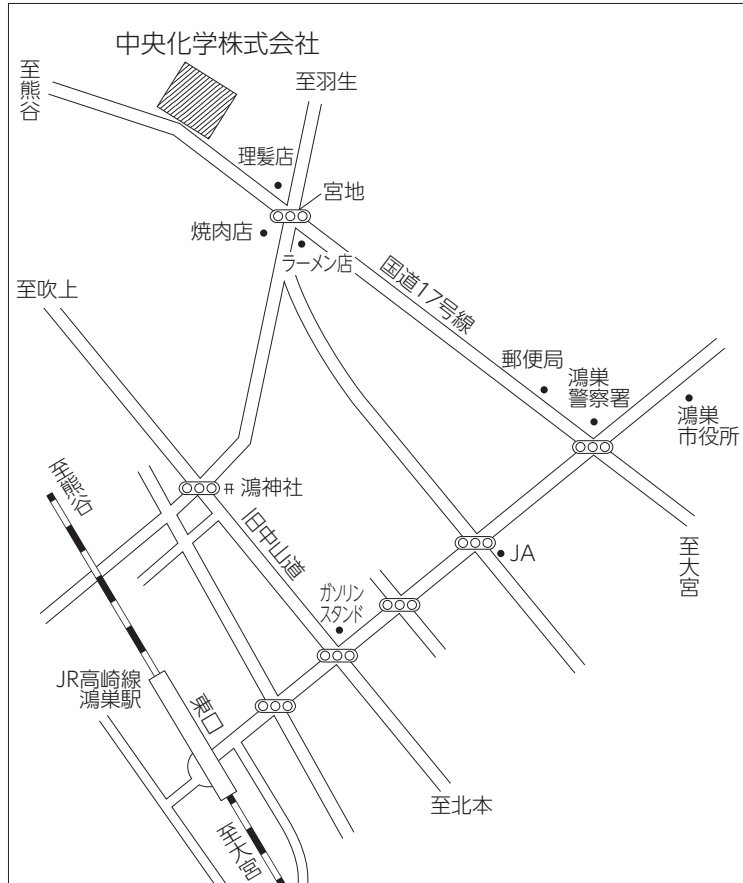 中央化学株式会社
至熊谷
至羽生
理髪店
宮地
焼肉店
ラーメン店
至吹上
国道17号線
郵便局
鴻巣
警察署
鴻巣
市役所
至熊谷
鴻神社
旧中山道
JA
至大宮
ガソリン
スタンド
JR高崎線
鴻巣駅
東口
至北本
至大宮